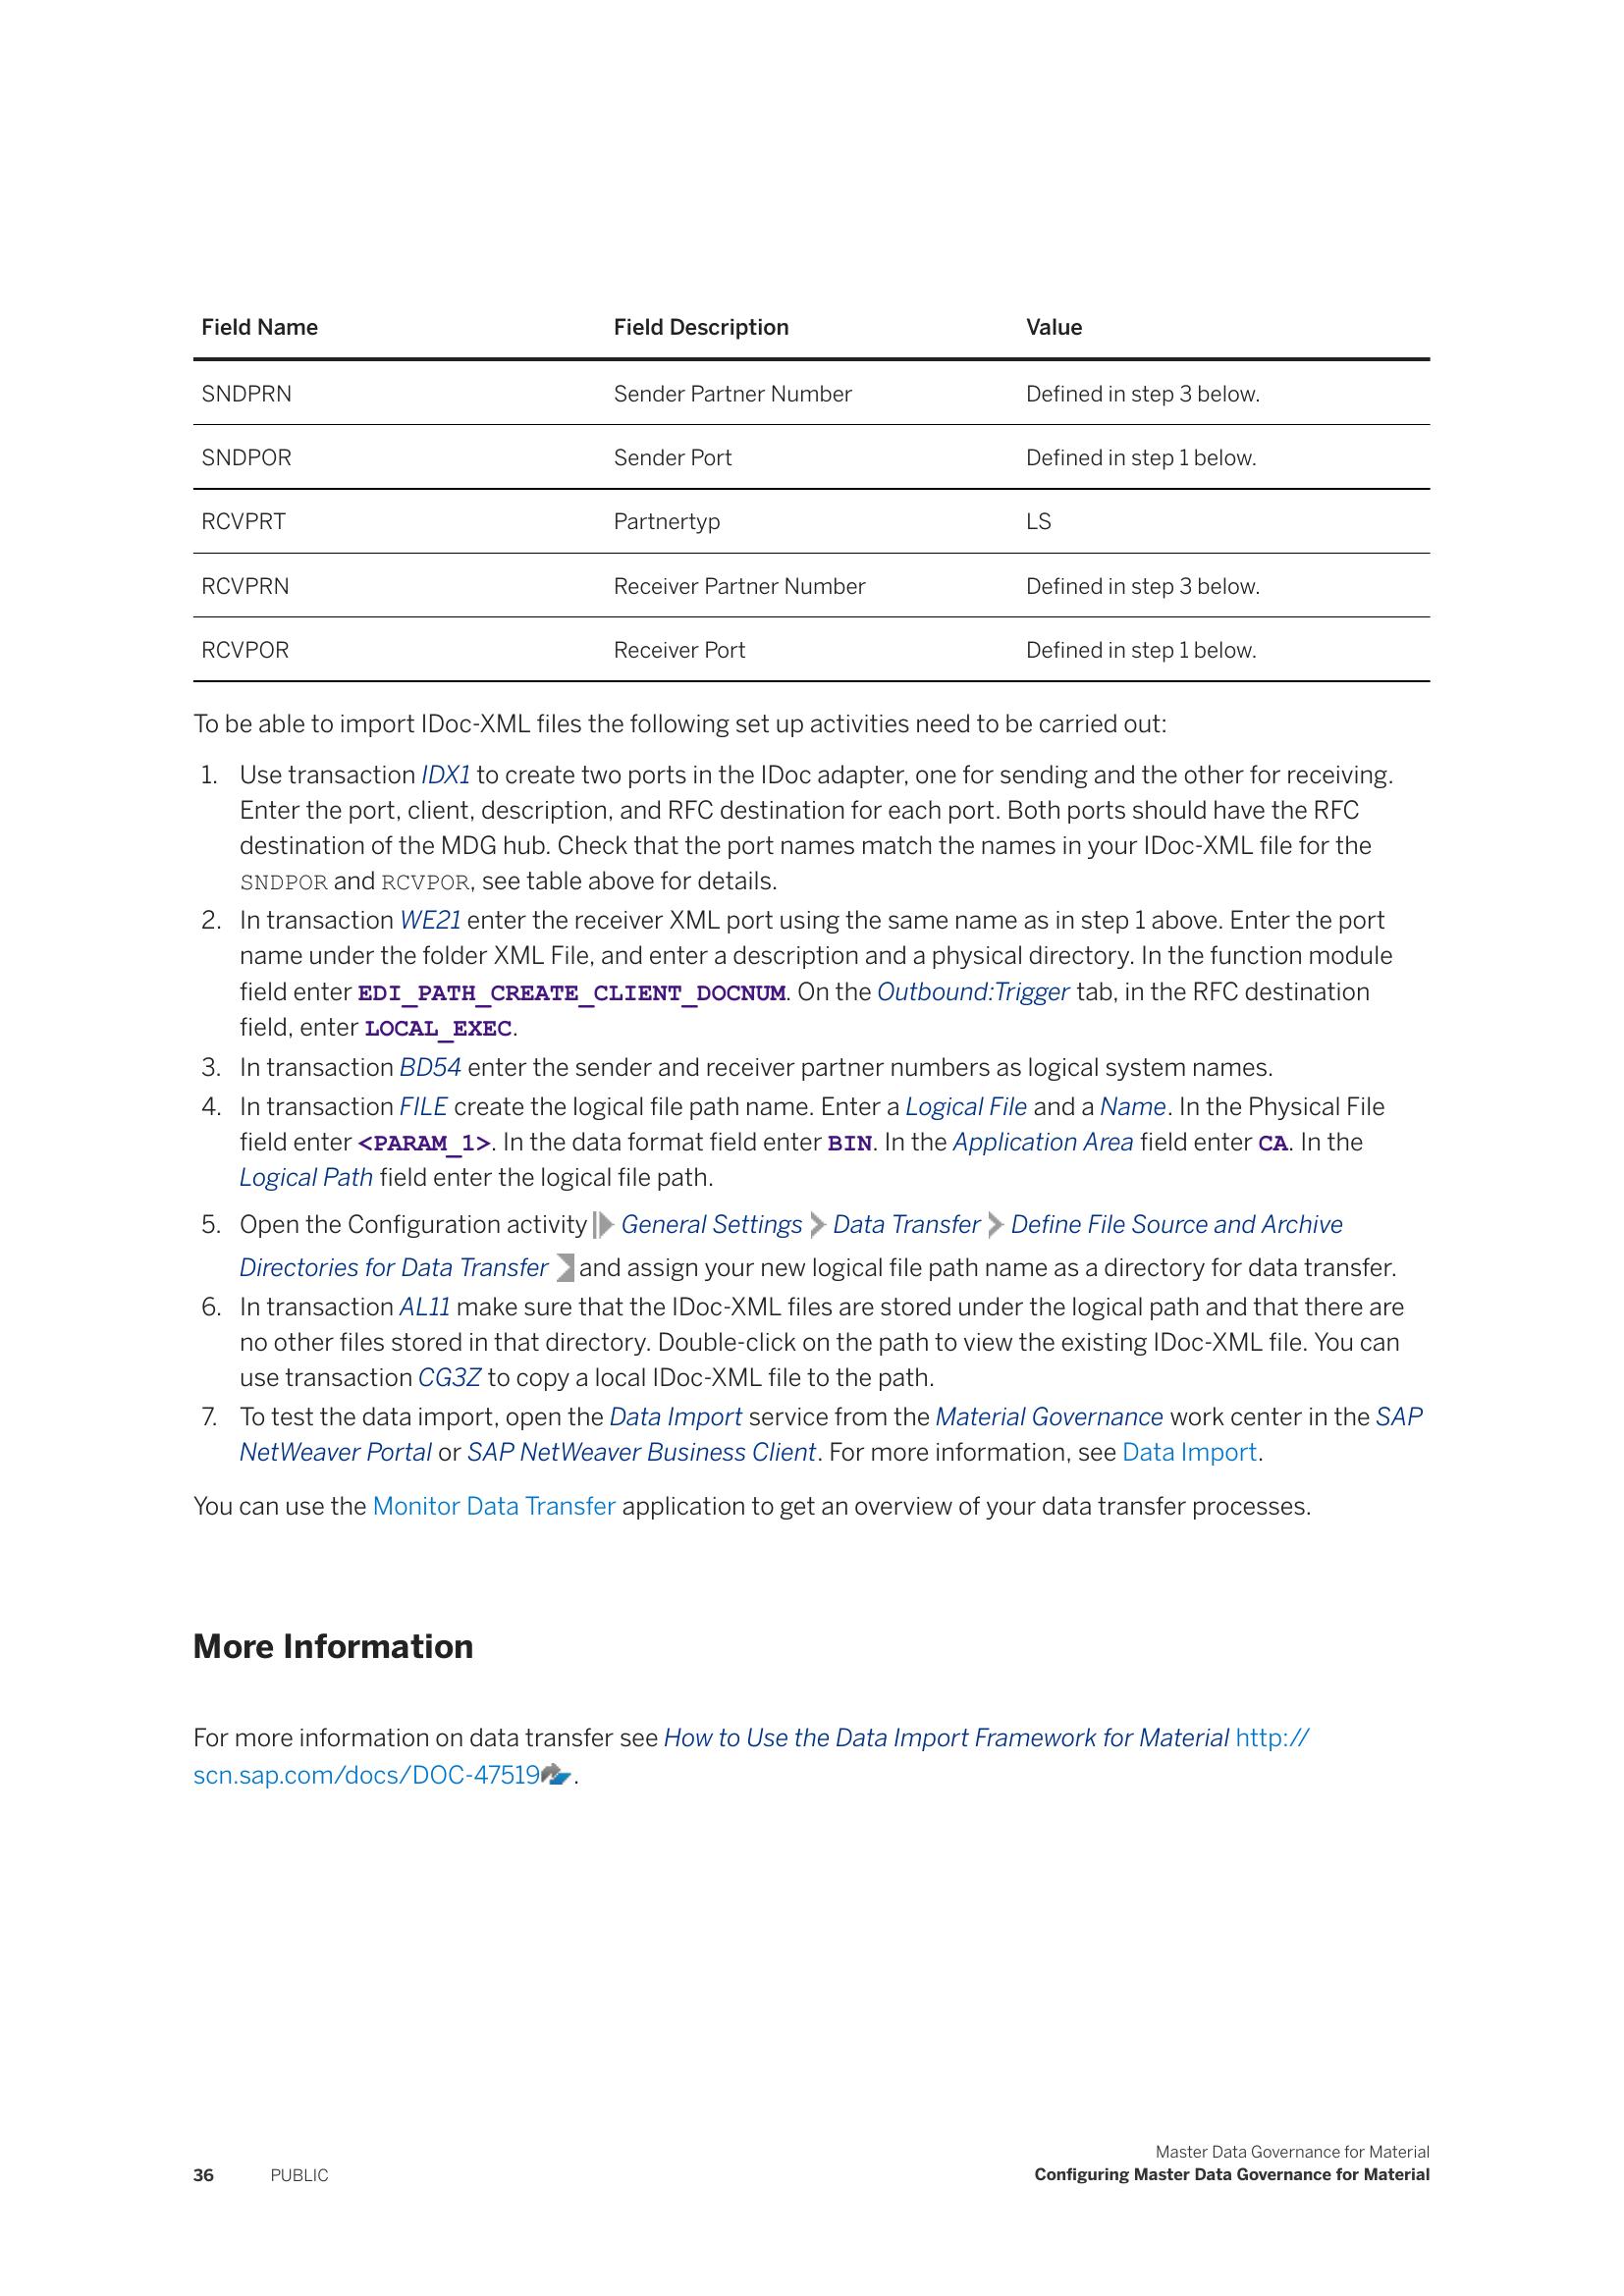 Field Name Field Description Value
SNDPRN Sender Partner Number Defined in step 3 below.
SNDPOR Sender Port Defined in step 1 below.
RCVPRT Partnertyp LS
RCVPRN Receiver Partner Number Defined in step 3 below.
RCVPOR Receiver Port Defined in step 1 below.
To be able to import IDoc-XML files the following set up activities need to be carried out:
1. Use transaction IDX1 to create two ports in the IDoc adapter, one for sending and the other for receiving.
Enter the port, client, description, and RFC destination for each port. Both ports should have the RFC
destination of the MDG hub. Check that the port names match the names in your IDoc-XML file for the
SNDPOR and RCVPOR, see table above for details.
2. In transaction WE21 enter the receiver XML port using the same name as in step 1 above. Enter the port
name under the folder XML File, and enter a description and a physical directory. In the function module
field enter EDI_PATH_CREATE_CLIENT_DOCNUM. On the Outbound:Trigger tab, in the RFC destination
field, enter LOCAL_EXEC.
3. In transaction BD54 enter the sender and receiver partner numbers as logical system names.
4. In transaction FILE create the logical file path name. Enter a Logical File and a Name. In the Physical File
field enter <PARAM_1>. In the data format field enter BIN. In the Application Area field enter CA. In the
Logical Path field enter the logical file path.
5. Open the Configuration activity General Settings Data Transfer Define File Source and Archive
Directories for Data Transfer and assign your new logical file path name as a directory for data transfer.
6. In transaction AL11 make sure that the IDoc-XML files are stored under the logical path and that there are
no other files stored in that directory. Double-click on the path to view the existing IDoc-XML file. You can
use transaction CG3Z to copy a local IDoc-XML file to the path.
7. To test the data import, open the Data Import service from the Material Governance work center in the SAP
NetWeaver Portal or SAP NetWeaver Business Client. For more information, see Data Import.
You can use the Monitor Data Transfer application to get an overview of your data transfer processes.
More Information
For more information on data transfer see How to Use the Data Import Framework for Material http://
scn.sap.com/docs/DOC-47519.
Master Data Governance for Material
36 PUBLIC Configuring Master Data Governance for Material